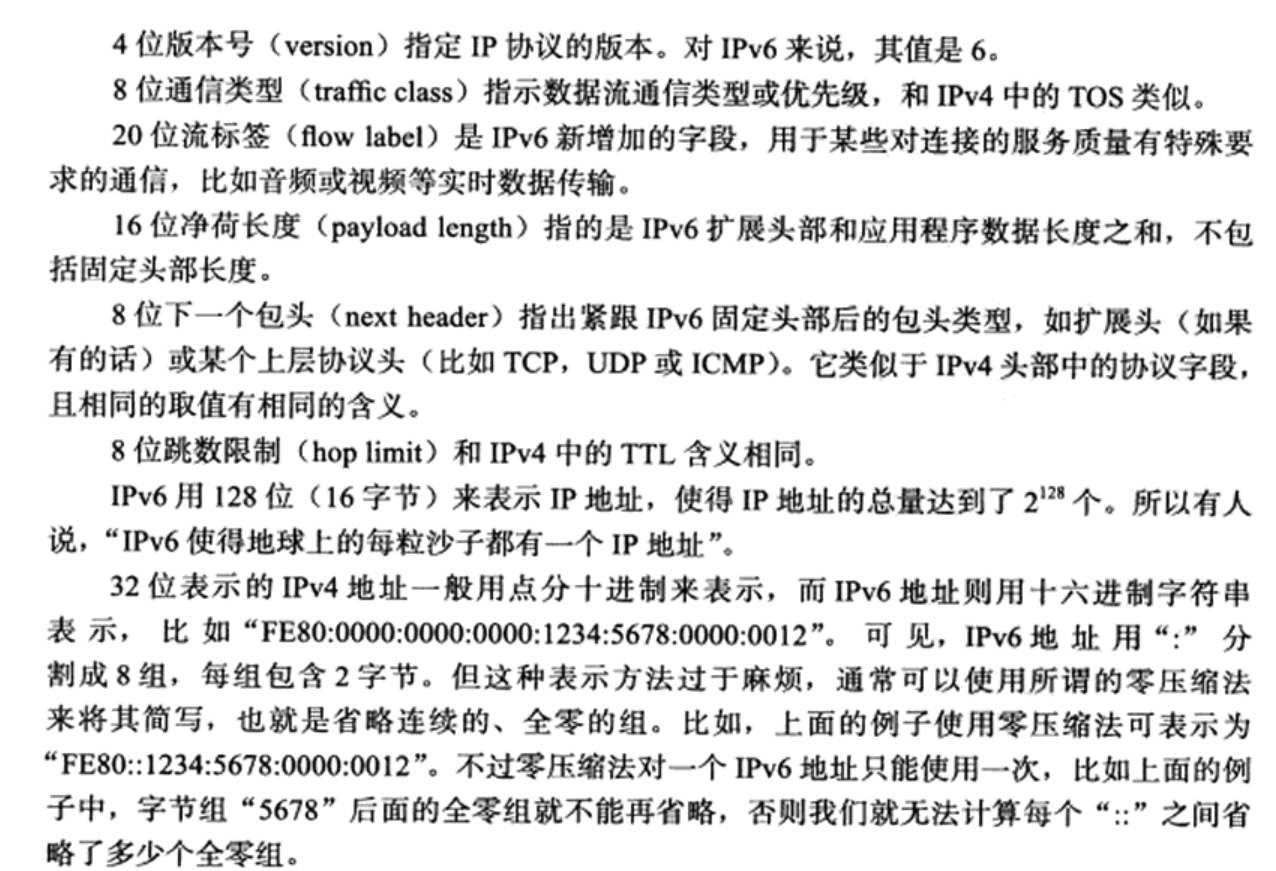 4 位版本号（version）指定 IP 协议的版本。对 IPv6 来说，其值是 6。
8 位通信类型（traffic class）指示数据流通信类型或优先级，和 IPv4 中的 TOS 类似。
20 位流标签（flow label）是 IPv6 新增加的字段，用于某些对连接的服务质量有特殊要
求的通信，比如音频或视频等实时数据传输。
16 位净荷长度（payload length）指的是 IPv6 扩展头部和应用程序数据长度之和，不包
括固定头部长度。
8 位下一个包头（next header）指出紧跟 IPv6 固定头部后的包头类型，如扩展头（如果
有的话）或某个上层协议头（比如 TCP，UDP 或 ICMP）。它类似于 IPv4 头部中的协议字段，
且相同的取值有相同的含义。
8 位跳数限制（hop limit）和 IPv4 中的 TTL 含义相同。
IPv6 用 128 位（16 字节）来表示 IP 地址，使得 IP 地址的总量达到了 2¹²⁸ 个。所以有人
说，“IPv6 使得地球上的每粒沙子都有一个 IP 地址”。
32 位表示的 IPv4 地址一般用点分十进制来表示，而 IPv6 地址则用十六进制字符串
表示，比如“FE80:0000:0000:0000:1234:5678:0000:0012”。可见，IPv6 地址用“:”分
割成 8 组，每组包含 2 字节。但这种表示方法过于麻烦，通常可以使用所谓的零压缩法
来将其简写，也就是省略连续的、全零的组。比如，上面的例子使用零压缩法可表示为
“FE80::1234:5678:0000:0012”。不过零压缩法对一个 IPv6 地址只能使用一次，比如上面的例
子中，字节组“5678”后面的全零组就不能再省略，否则我们就无法计算每个“::”之间省
略了多少个全零组。